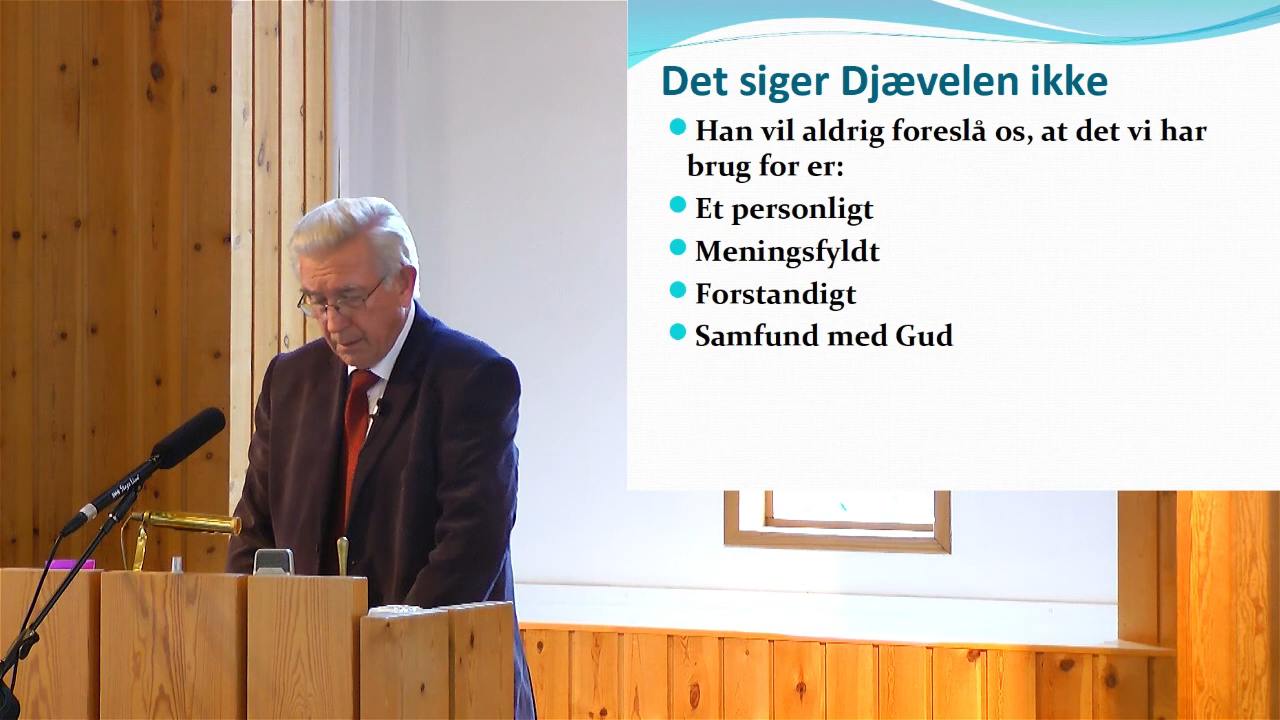 Det siger Djævelen ikke
Han vil aldrig foreslå os, at det vi har
brug for er:
Et personligt
Meningsfyldt
Forstandigt
Samfund med Gud